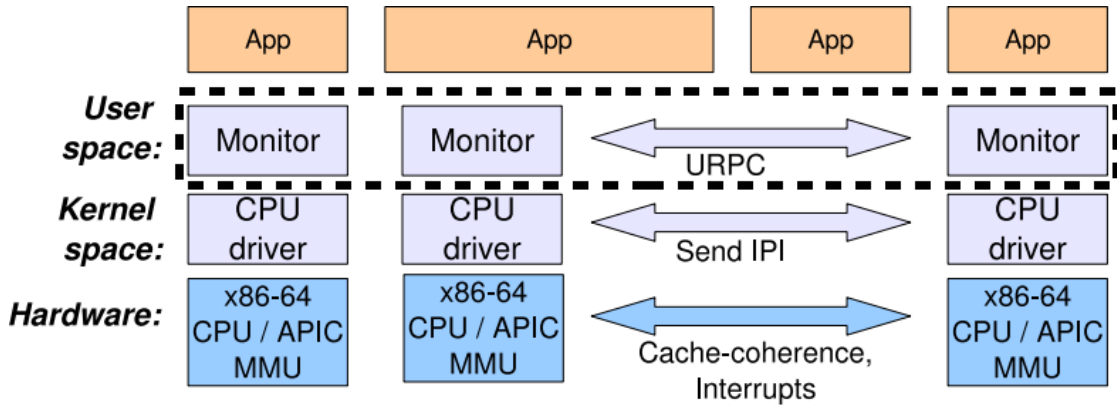 App App App App
User
space:
Monitor Monitor Monitor
URPC
Kernel
space:
CPU
driver
CPU
driver
CPU
driver
Send IPI
Hardware:
x86-64
CPU / APIC
MMU
x86-64
CPU / APIC
MMU
x86-64
CPU / APIC
MMU
Cache-coherence,
Interrupts